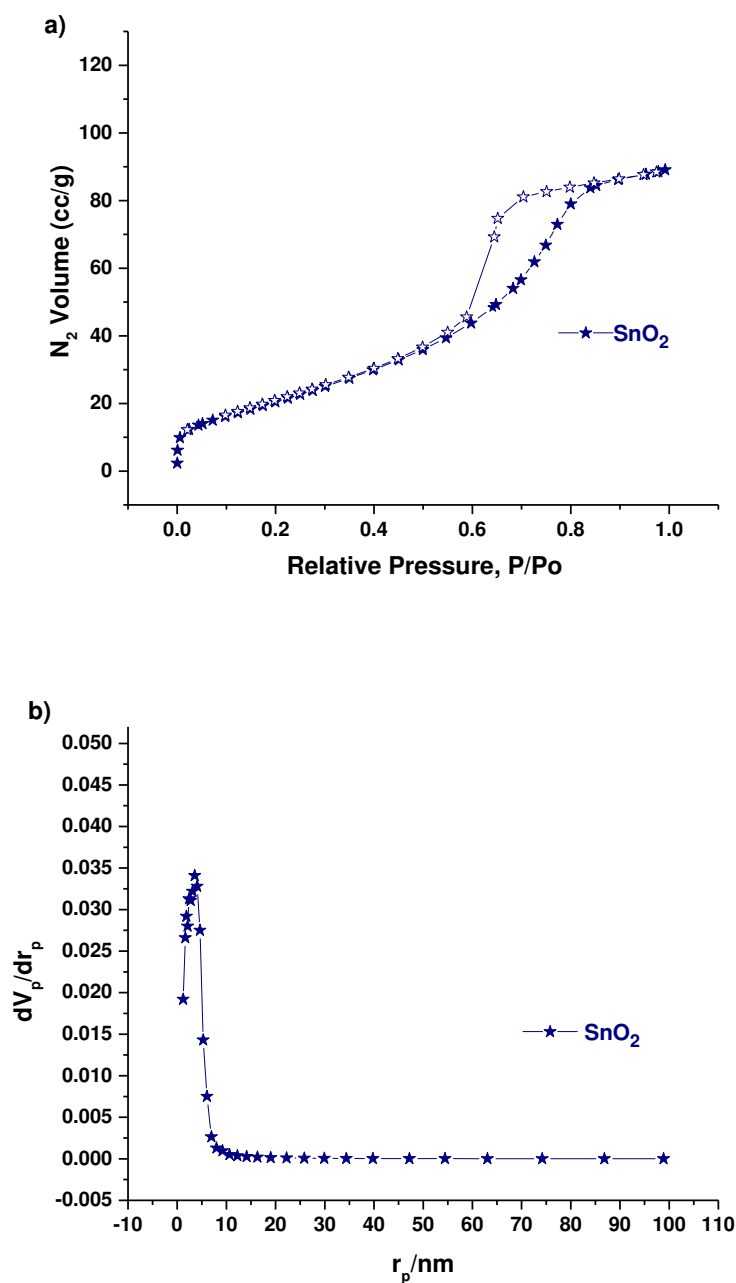 a)
120
100
80
60
40
20
0
N₂ Volume (cc/g)
SnO₂
0.0 0.2 0.4 0.6 0.8 1.0
Relative Pressure, P/Po
b)
0.050
0.045
0.040
0.035
0.030
0.025
0.020
0.015
0.010
0.005
0.000
-0.005
dVₚ/drₚ
SnO₂
-10 0 10 20 30 40 50 60 70 80 90 100 110
rₚ/nm